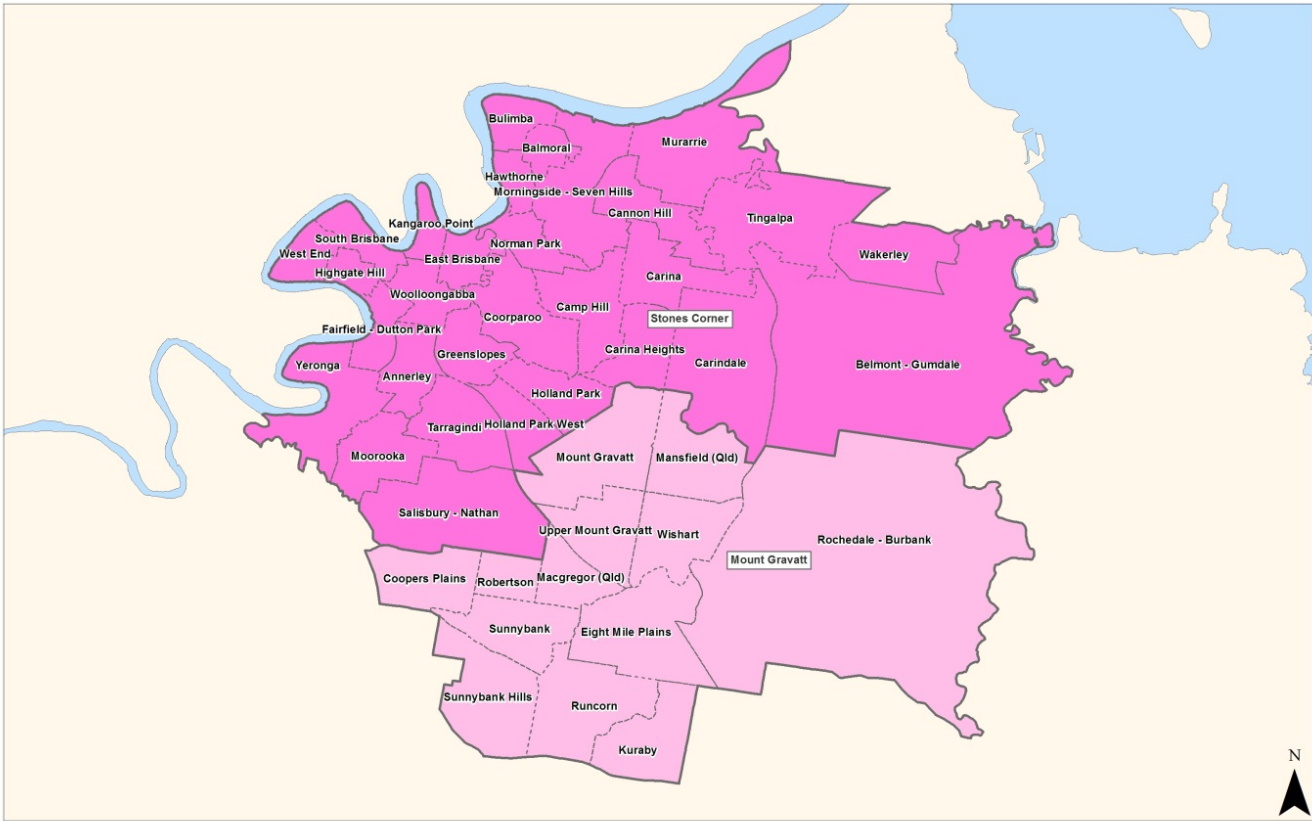 Bulimba
Balmoral
Murarrie
Hawthorne
Morningside - Seven Hills
Cannon Hill
Tingalpa
Kangaroo Point
South Brisbane
Norman Park
West End
East Brisbane
Wakerley
Highgate Hill
Carina
Woolloongabba
Camp Hill
Coorparoo
Stones Corner
Fairfield - Dutton Park
Carina Heights
Greenslopes
Yeronga
Carindale
Belmont - Gumdale
Annerley
Holland Park
Tarragindi
Holland Park West
Moorooka
Mount Gravatt
Mansfield (Qld)
Salisbury - Nathan
Upper Mount Gravatt
Wishart
Rochedale - Burbank
Mount Gravatt
Coopers Plains
Robertson
Macgregor (Qld)
Sunnybank
Eight Mile Plains
Sunnybank Hills
Runcorn
Kuraby
N